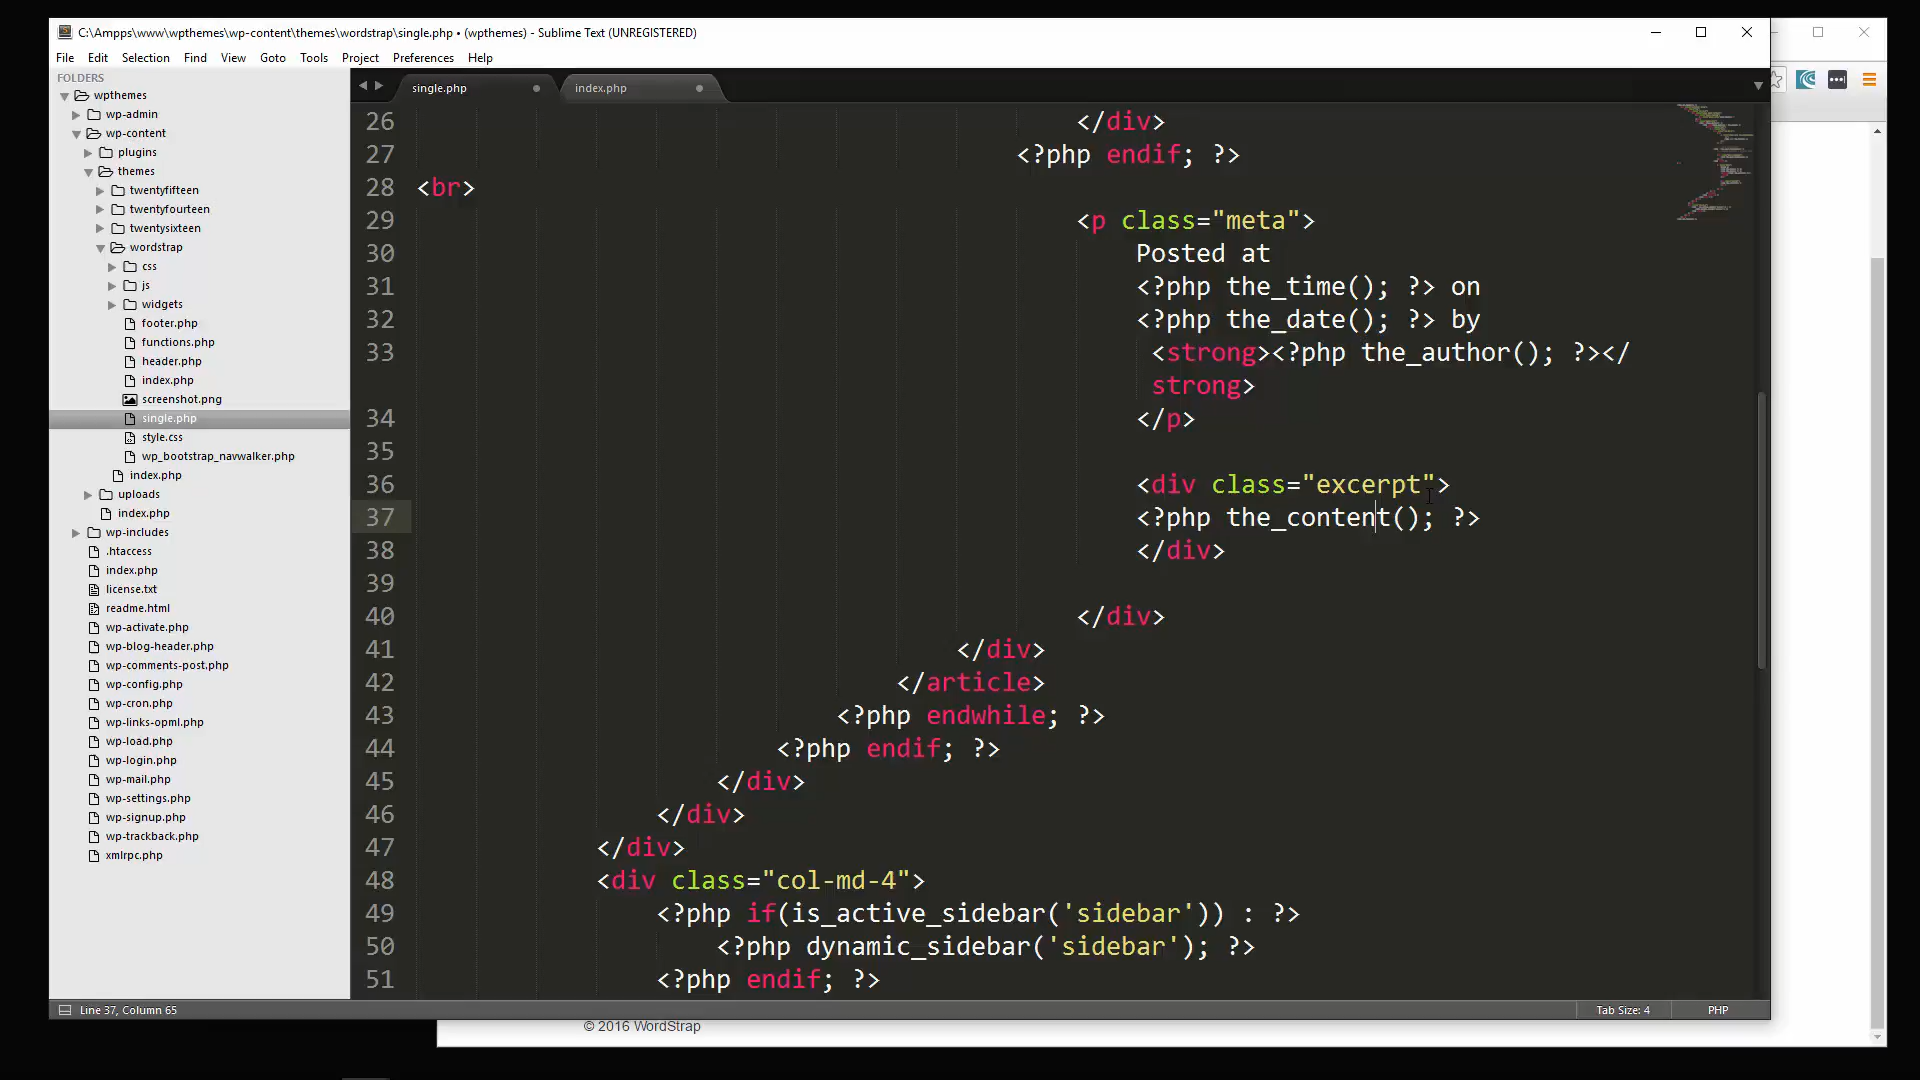 C:\Ampps\www\wpthemes\wp-content\themes\wordstrap\single.php • (wpthemes) - Sublime Text (UNREGISTERED)
File Edit Selection Find View Goto Tools Project Preferences Help
FOLDERS
wpthemes
wp-admin
wp-content
plugins
themes
twentyfifteen
twentyfourteen
twentysixteen
wordstrap
css
js
widgets
footer.php
functions.php
header.php
index.php
screenshot.png
single.php
style.css
wp_bootstrap_navwalker.php
index.php
uploads
index.php
wp-includes
.htaccess
index.php
license.txt
readme.html
wp-activate.php
wp-blog-header.php
wp-comments-post.php
wp-config.php
wp-cron.php
wp-links-opml.php
wp-load.php
wp-login.php
wp-mail.php
wp-settings.php
wp-signup.php
wp-trackback.php
xmlrpc.php
single.php index.php
26 </div>
27 <?php endif; ?>
28 <br>
29 <p class="meta">
30 Posted at
31 <?php the_time(); ?> on
32 <?php the_date(); ?> by
33 <strong><?php the_author(); ?></
strong>
34 </p>
35
36 <div class="excerpt">
37 <?php the_content(); ?>
38 </div>
39
40 </div>
41 </div>
42 </article>
43 <?php endwhile; ?>
44 <?php endif; ?>
45 </div>
46 </div>
47 </div>
48 <div class="col-md-4">
49 <?php if(is_active_sidebar('sidebar')) : ?>
50 <?php dynamic_sidebar('sidebar'); ?>
51 <?php endif; ?>
Line 37, Column 65 Tab Size: 4 PHP
© 2016 WordStrap